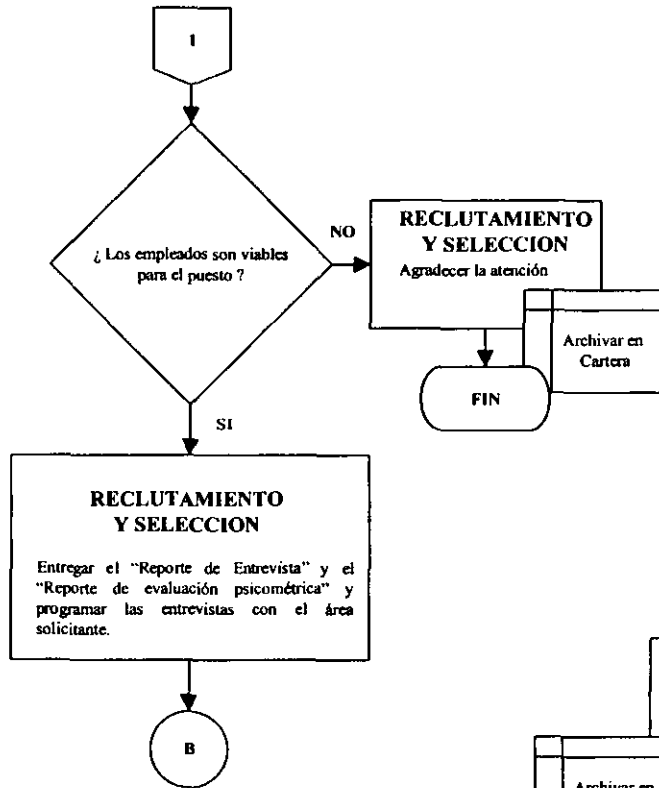 1
¿ Los empleados son viables
para el puesto ?
NO
RECLUTAMIENTO
Y SELECCION
Agradecer la atención
Archivar en
Cartera
FIN
SI
RECLUTAMIENTO
Y SELECCION
Entregar el "Reporte de Entrevista" y el
"Reporte de evaluación psicométrica" y
programar las entrevistas con el área
solicitante.
B
Archivar en